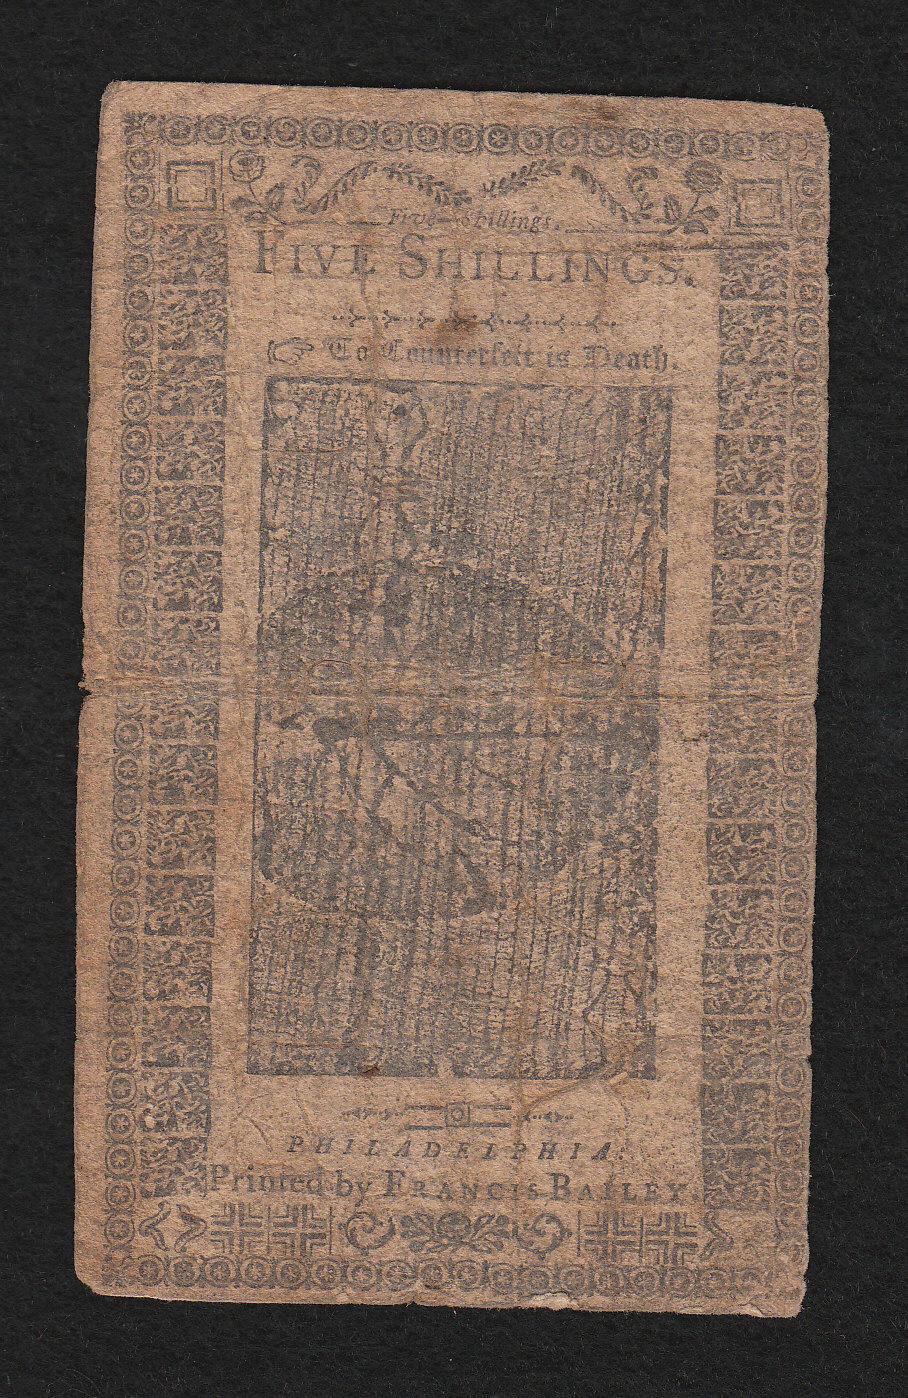 Five Shillings.
FIVE SHILLINGS.
To Counterfeit is Death.
PHILADELPHIA:
Printed by FRANCIS BAILEY.